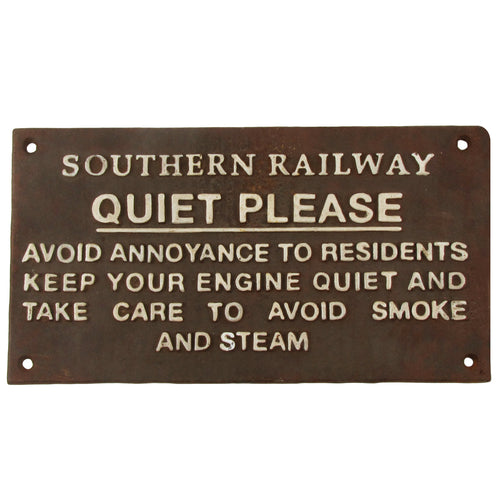 SOUTHERN RAILWAY
QUIET PLEASE
AVOID ANNOYANCE TO RESIDENTS
KEEP YOUR ENGINE QUIET AND
TAKE CARE TO AVOID SMOKE
AND STEAM